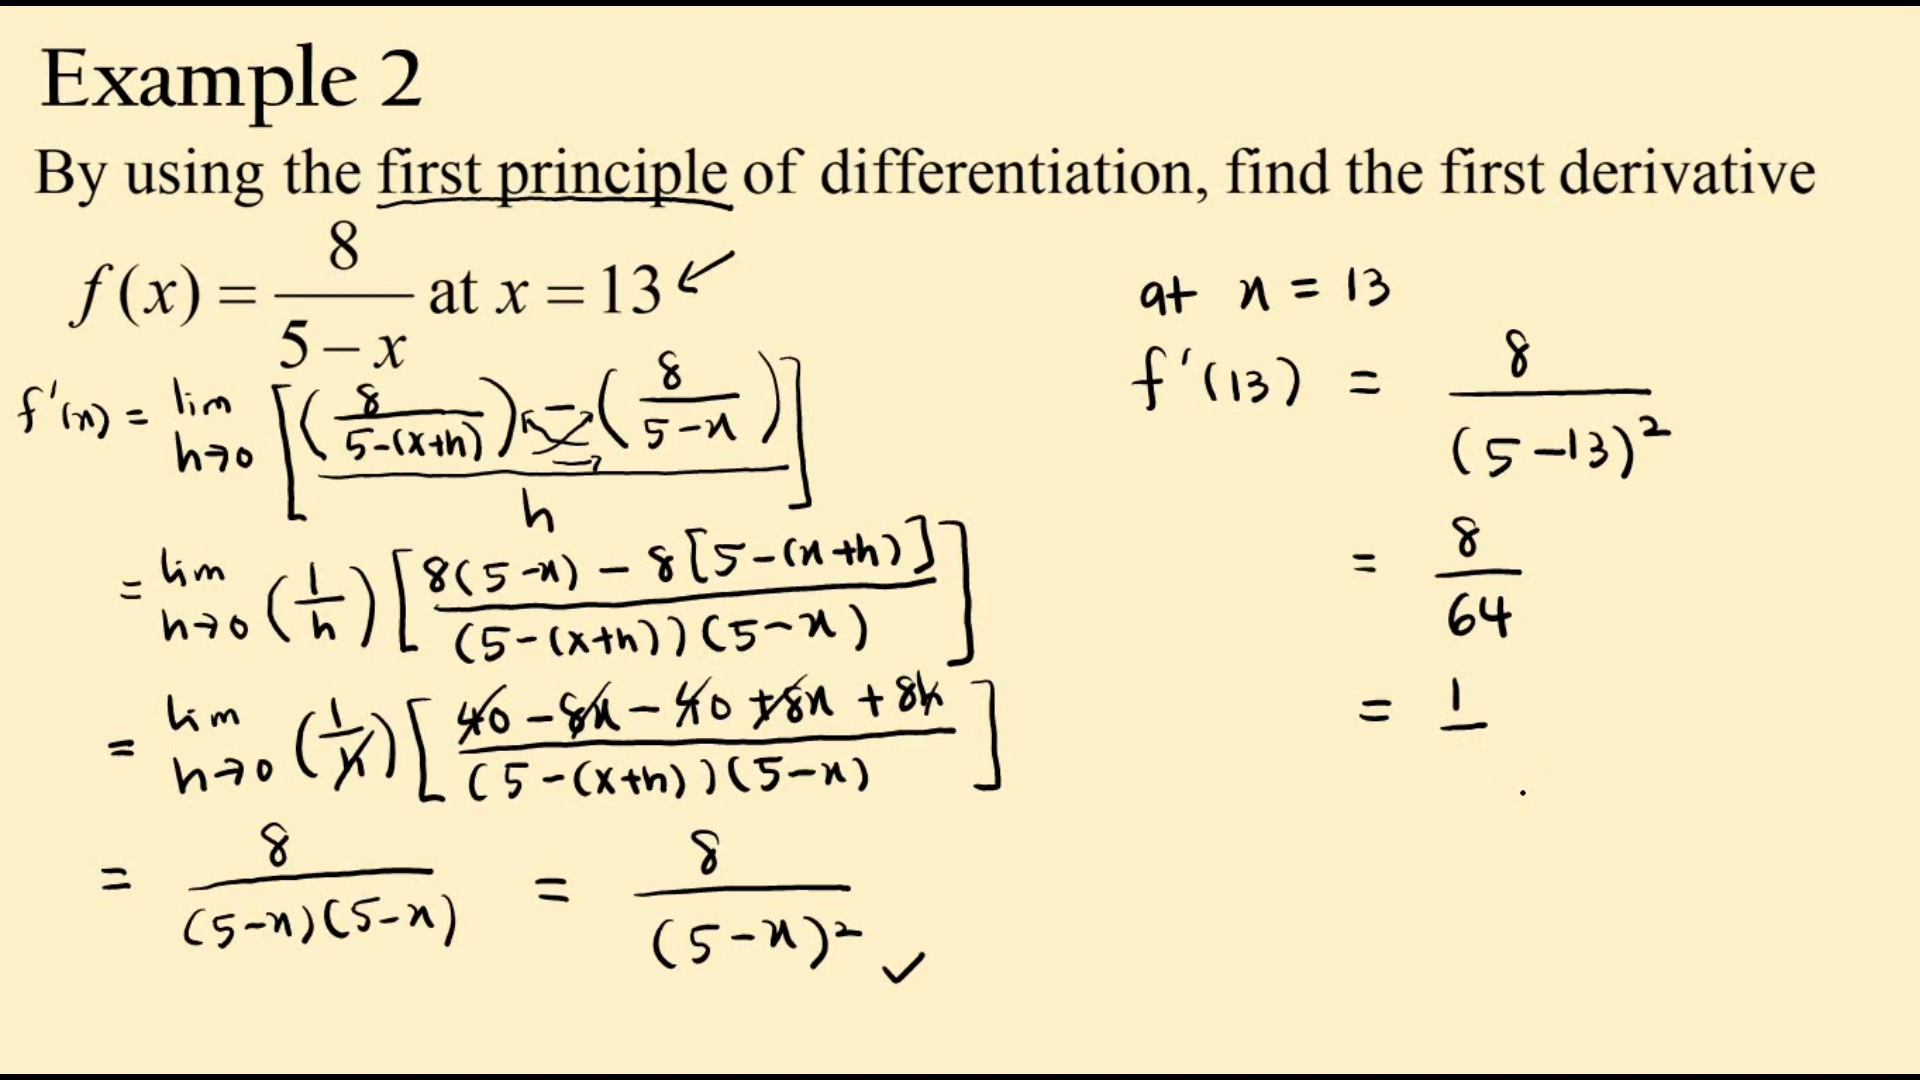 Example 2
By using the first principle of differentiation, find the first derivative
f(x) = 8/(5 − x) at x = 13
f'(x) = lim h→0 [((8/(5-(x+h))) − (8/(5-x)))/h]
= lim h→0 (1/h) [(8(5-x) − 8[5-(x+h)])/((5-(x+h))(5-x))]
= lim h→0 (1/h) [(40 - 8x - 40 + 8x + 8h)/((5-(x+h))(5-x))]
= 8/((5-x)(5-x)) = 8/(5-x)² ✓
at x = 13
f'(13) = 8/(5-13)²
= 8/64
= 1/